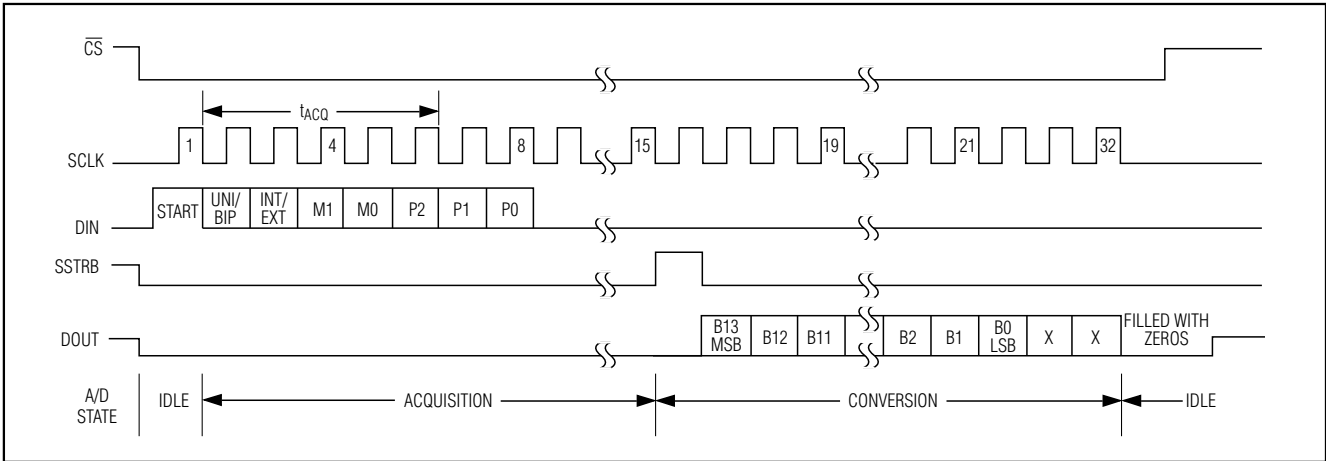 CS
tACQ
SCLK 1 4 8 15 19 21 32
DIN START UNI/ BIP INT/ EXT M1 M0 P2 P1 P0
SSTRB
DOUT B13 MSB B12 B11 B2 B1 B0 LSB X X FILLED WITH ZEROS
A/D STATE IDLE ACQUISITION CONVERSION IDLE